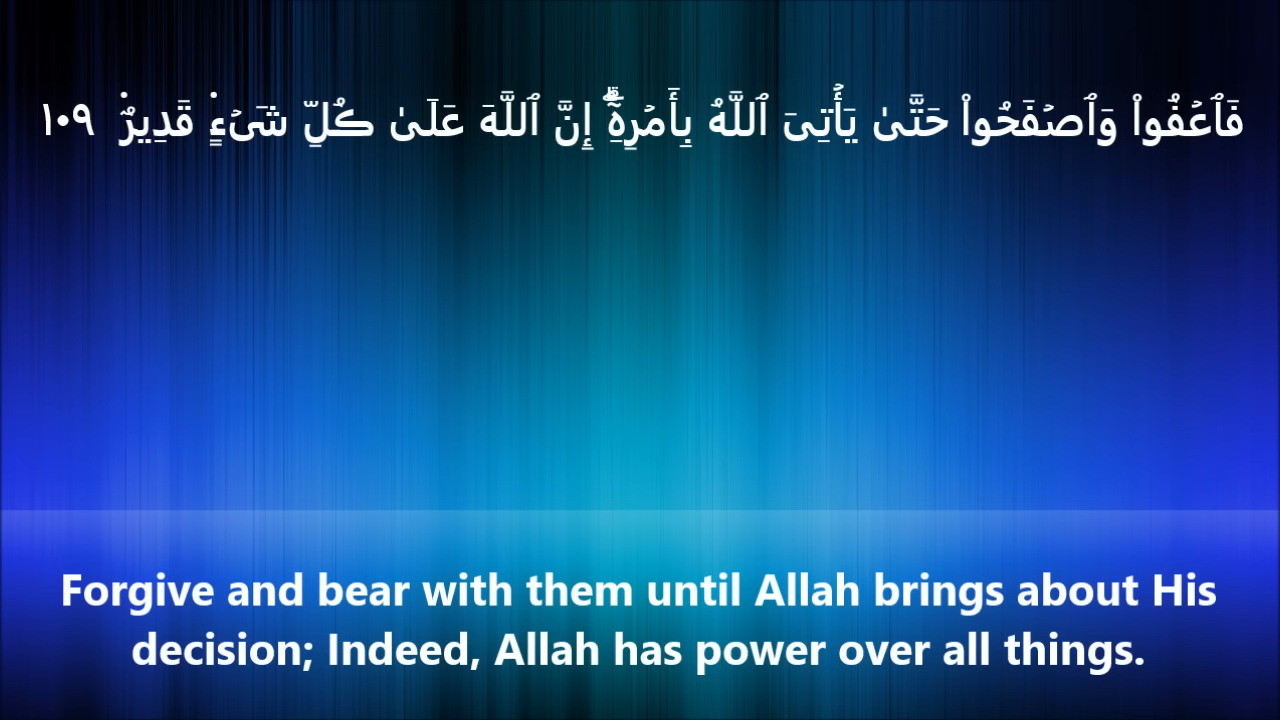 فَٱعۡفُواْ وَٱصۡفَحُواْ حَتَّىٰ يَأۡتِىَ ٱللَّهُ بِأَمۡرِهِۦٓۗ إِنَّ ٱللَّهَ عَلَىٰ كُلِّ شَىۡءٍ۬ قَدِيرٌ۬ ١٠٩
Forgive and bear with them until Allah brings about His
decision; Indeed, Allah has power over all things.